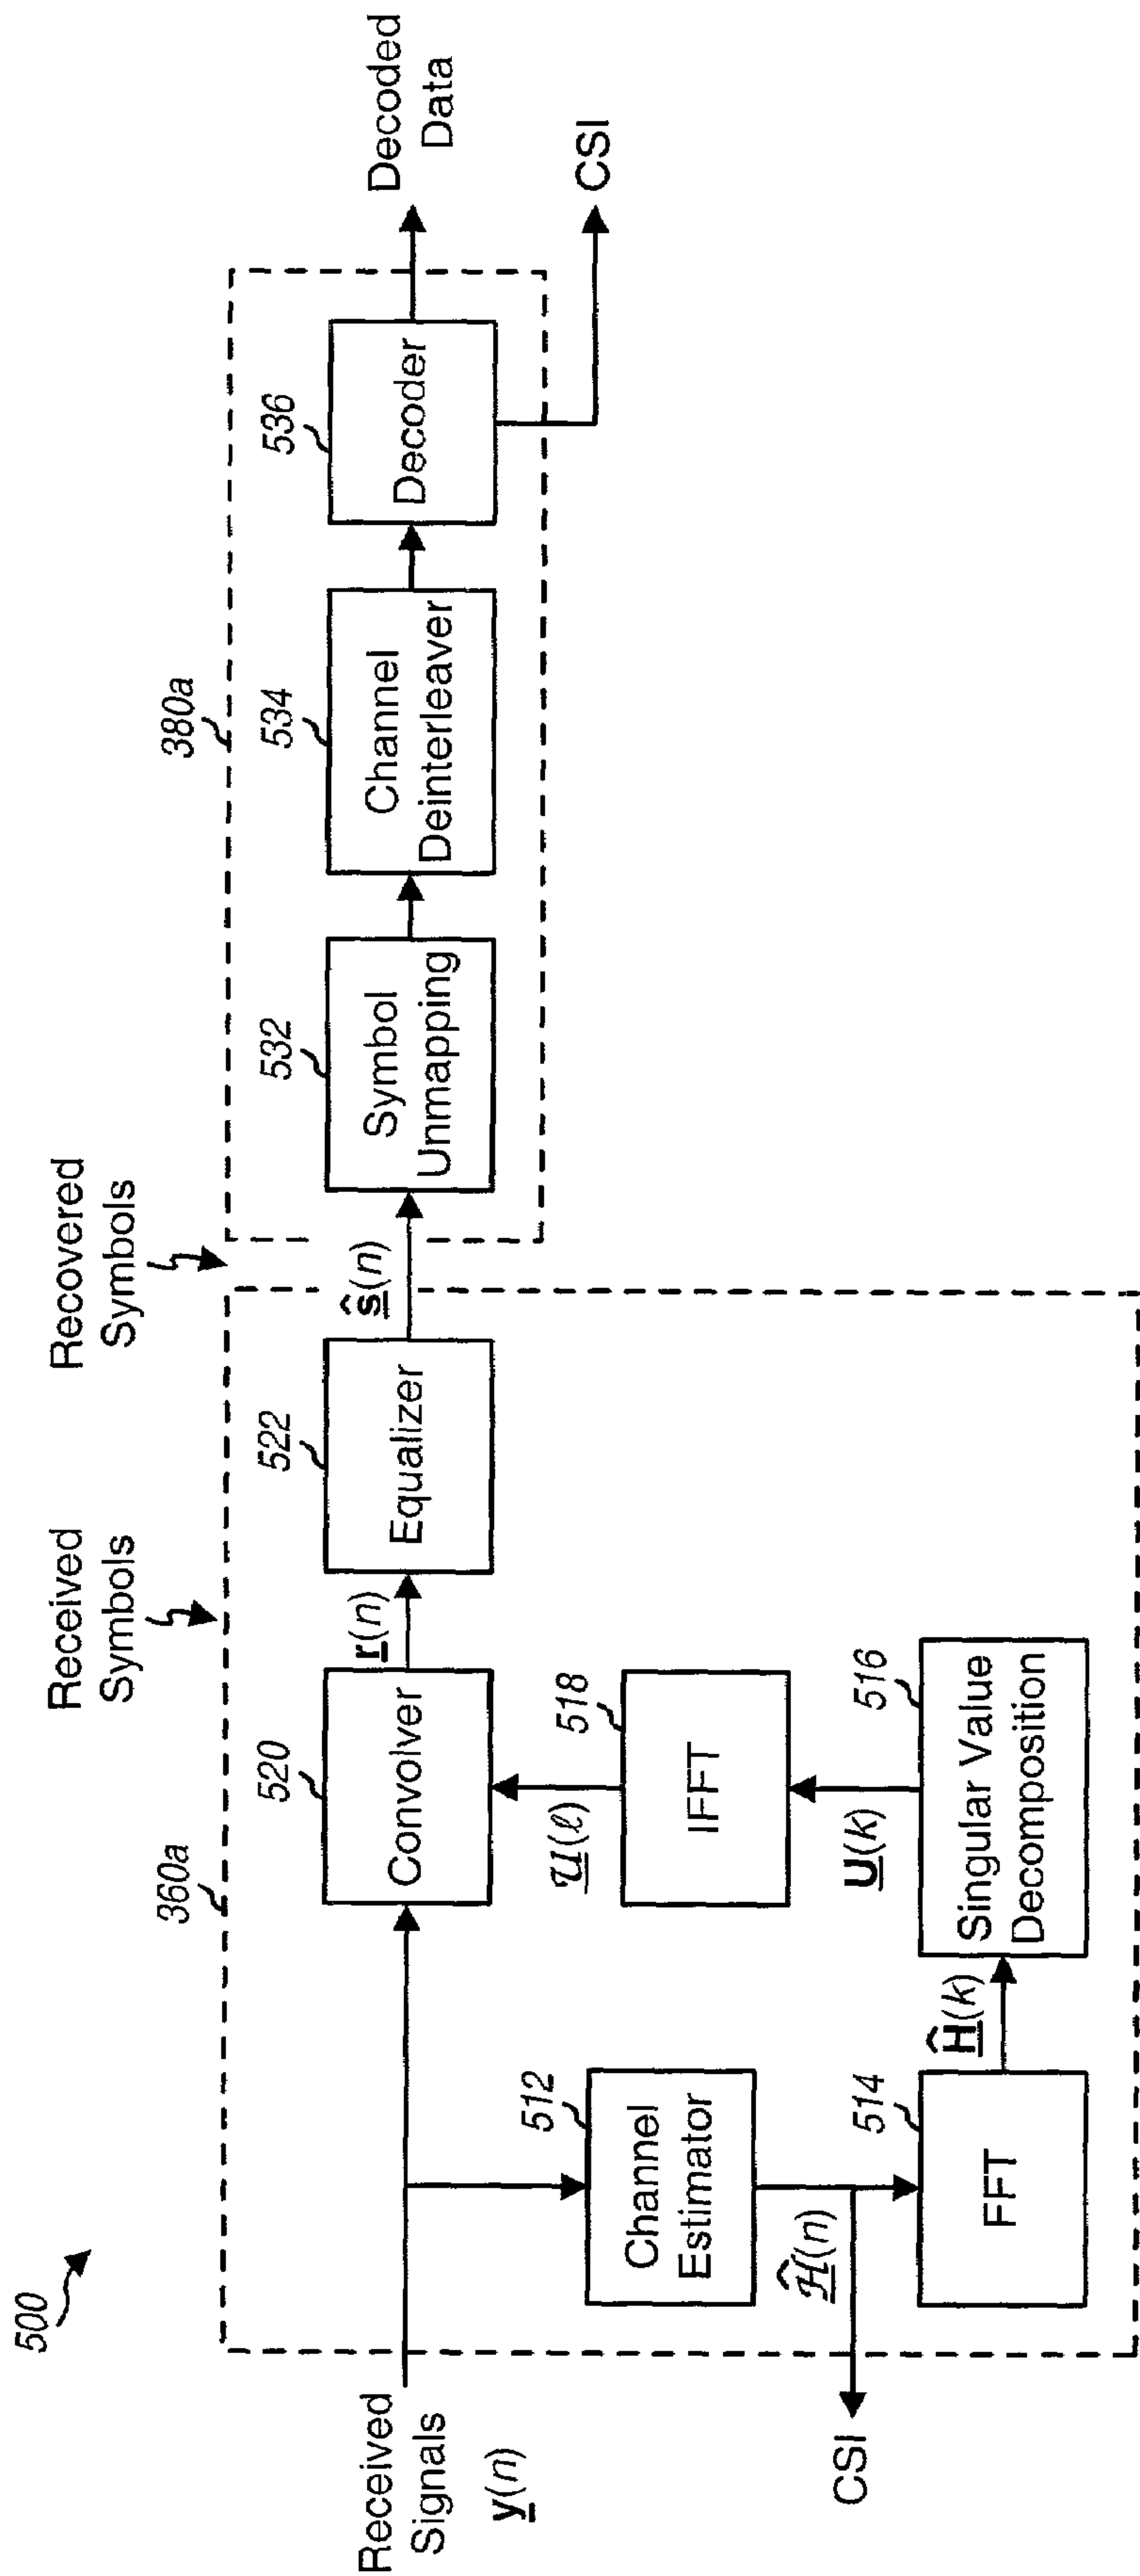 500
Received
Signals
y(n)
360a
Received
Symbols
Recovered
Symbols
380a
520
Convolver
r(n)
522
Equalizer
ŝ(n)
532
Symbol
Unmapping
534
Channel
Deinterleaver
536
Decoder
Decoded
Data
CSI
512
Channel
Estimator
Ĥ(n)
CSI
514
FFT
Ĥ(k)
516
Singular Value
Decomposition
U(k)
518
IFFT
U(ℓ)